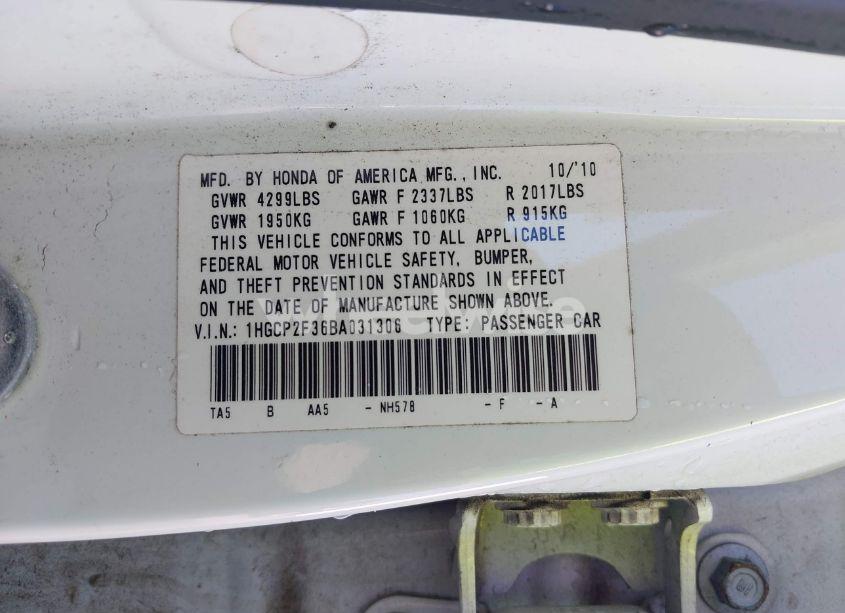 MFD. BY HONDA OF AMERICA MFG., INC. 10/'10
GVWR 4299LBS GAWR F 2337LBS R 2017LBS
GVWR 1950KG GAWR F 1060KG R 915KG
THIS VEHICLE CONFORMS TO ALL APPLICABLE
FEDERAL MOTOR VEHICLE SAFETY, BUMPER,
AND THEFT PREVENTION STANDARDS IN EFFECT
ON THE DATE OF MANUFACTURE SHOWN ABOVE.
V.I.N.: 1HGCP2F36BA031306 TYPE: PASSENGER CAR
TA5 B AA5 - NH578 - F - A